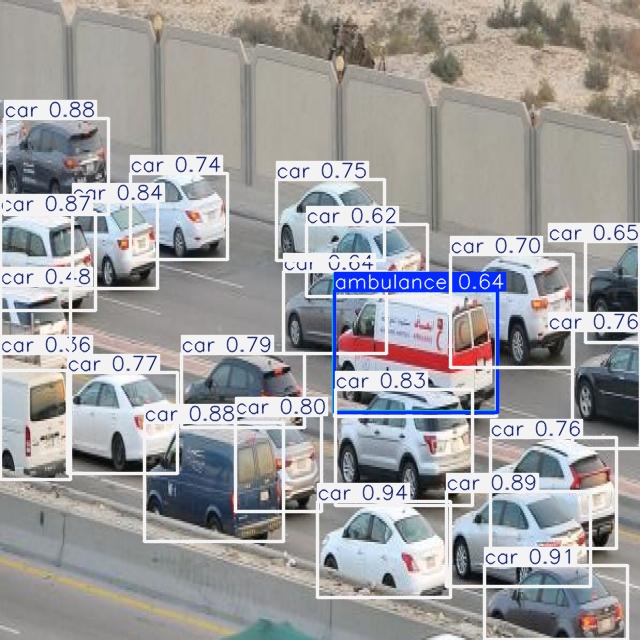 car 0.88
car 0.74
car 0.75
car 0.84
car 0.87
car 0.62
car 0.65
car 0.70
car 0.64
car 0.48
ambulance 0.64
car 0.76
car 0.36
car 0.79
car 0.77
car 0.83
car 0.80
car 0.88
car 0.76
car 0.89
car 0.94
car 0.91